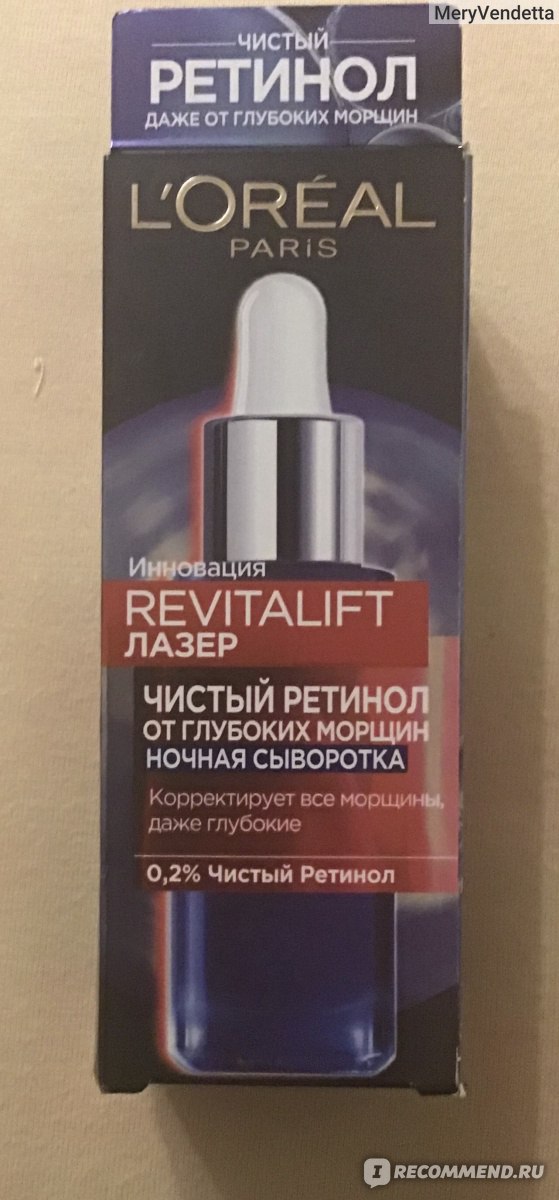 MeryVendetta
ЧИСТЫЙ
РЕТИНОЛ
ДАЖЕ ОТ ГЛУБОКИХ МОРЩИН
L'ORÉAL
PARiS
Инновация
REVITALIFT
ЛАЗЕР
ЧИСТЫЙ РЕТИНОЛ
ОТ ГЛУБОКИХ МОРЩИН
НОЧНАЯ СЫВОРОТКА
Корректирует все морщины,
даже глубокие
0,2% Чистый Ретинол
I RECOMMEND.RU